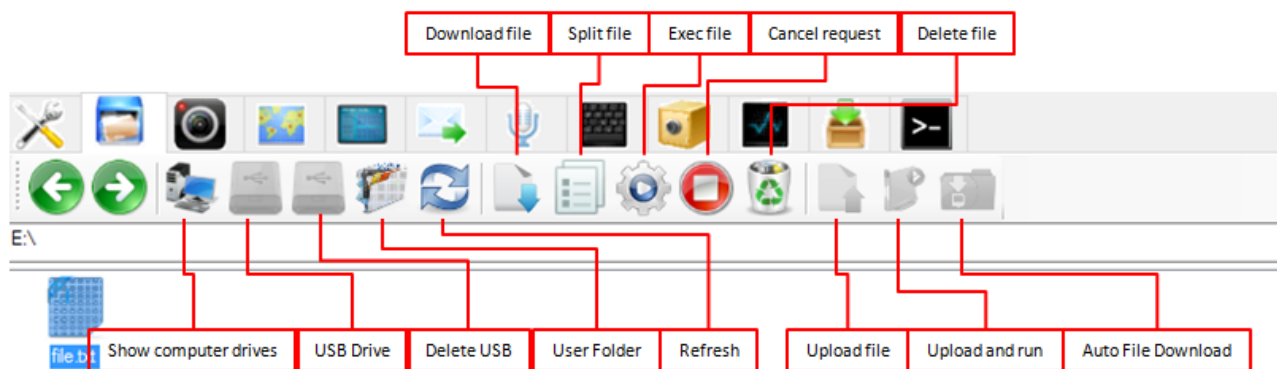 Download file
Split file
Exec file
Cancel request
Delete file
>-
E:\
file.txt
Show computer drives
USB Drive
Delete USB
User Folder
Refresh
Upload file
Upload and run
Auto File Download